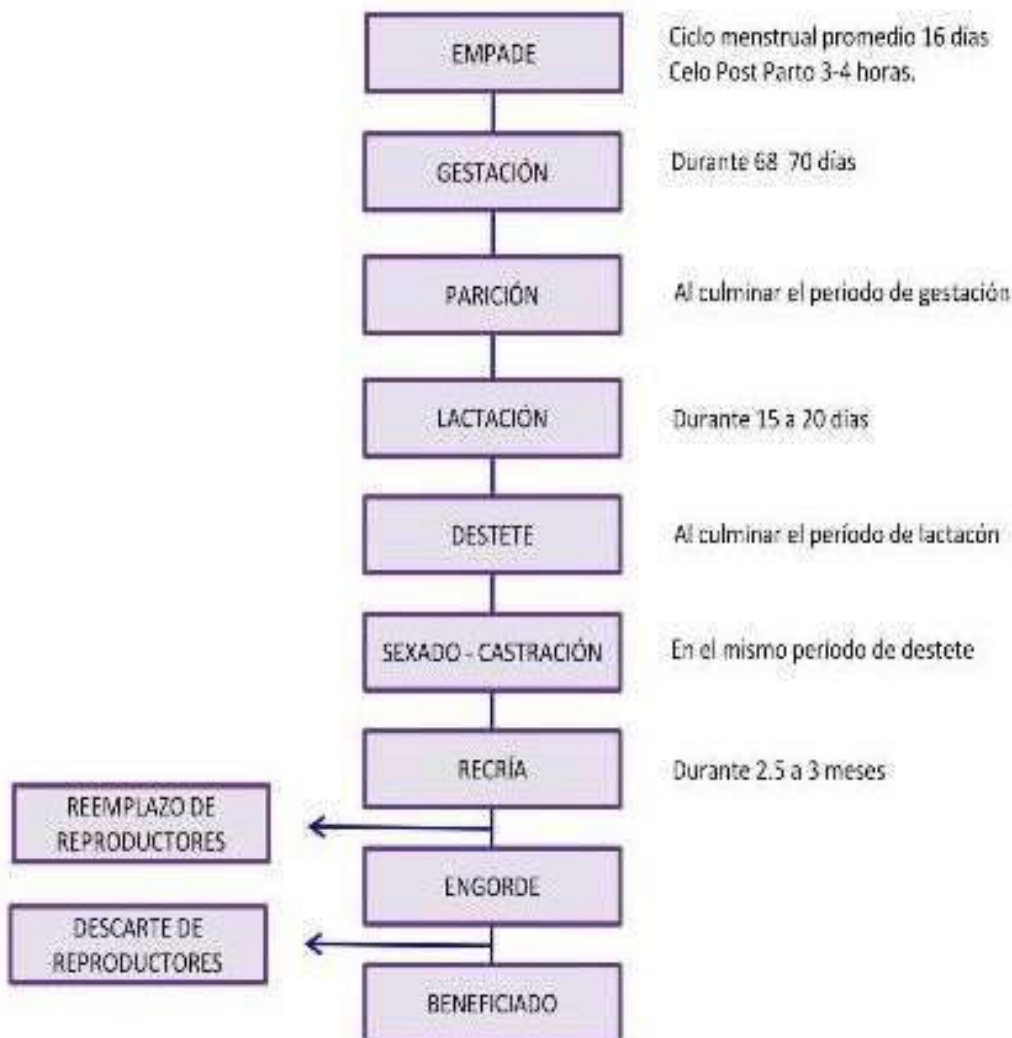 EMPADE
Ciclo menstrual promedio 16 días
Celo Post Parto 3-4 horas.
GESTACIÓN
Durante 68 70 días
PARICIÓN
Al culminar el periodo de gestación
LACTACIÓN
Durante 15 a 20 días
DESTETE
Al culminar el período de lactacón
SEXADO - CASTRACIÓN
En el mismo período de destete
RECRÍA
Durante 2.5 a 3 meses
REEMPLAZO DE
REPRODUCTORES
ENGORDE
DESCARTE DE
REPRODUCTORES
BENEFICIADO